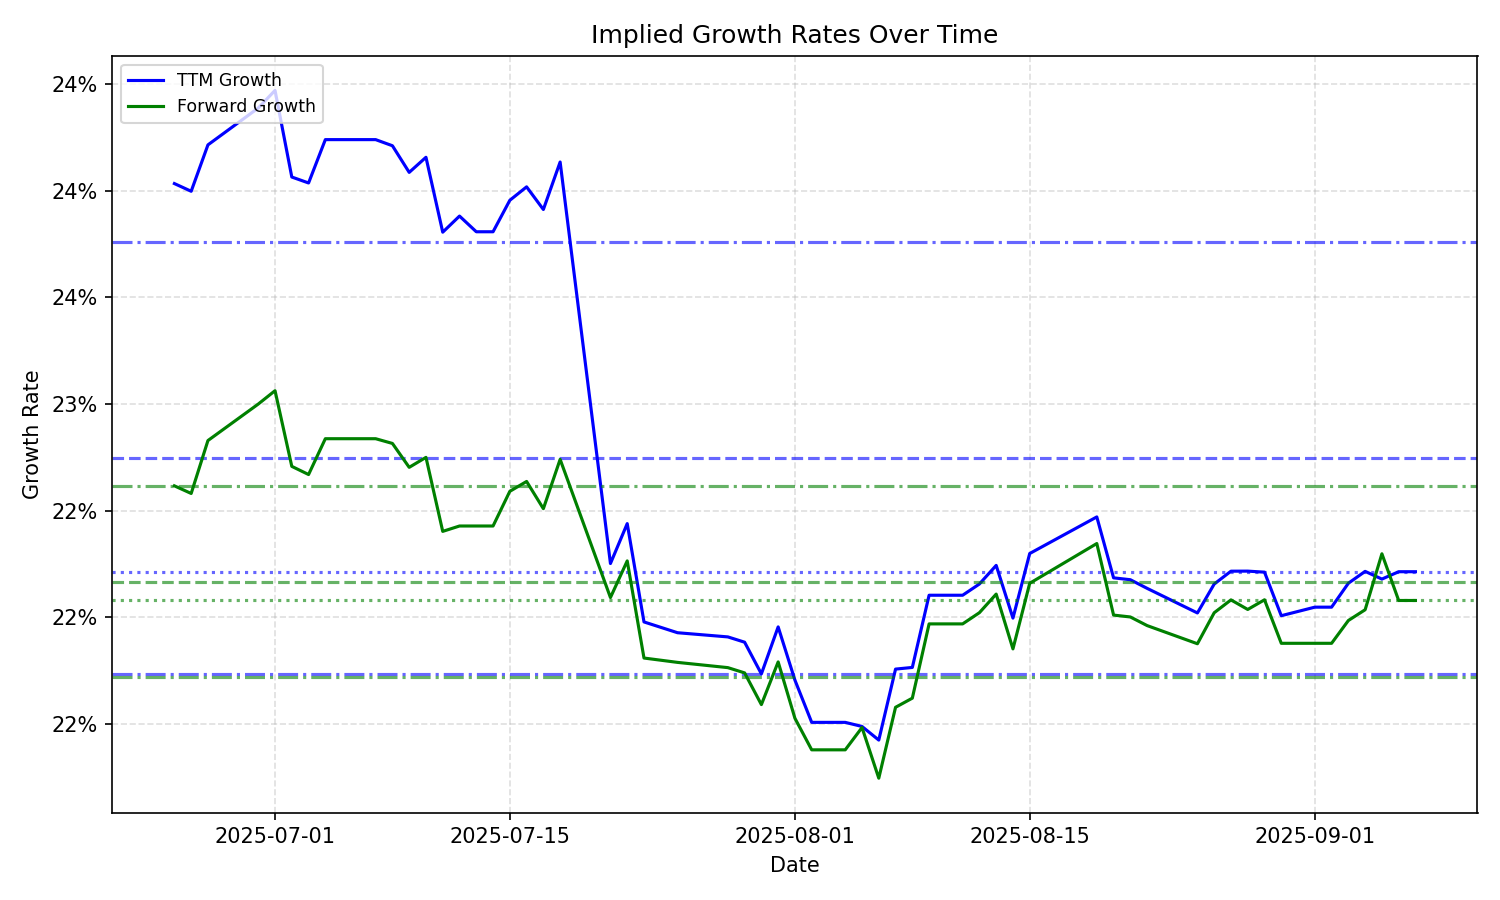 Implied Growth Rates Over Time
TTM Growth
Forward Growth
24%
24%
24%
23%
22%
22%
22%
Growth Rate
2025-07-01
2025-07-15
2025-08-01
2025-08-15
2025-09-01
Date